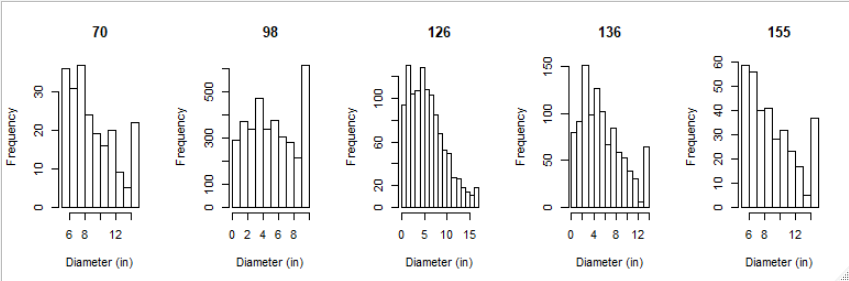 70
Frequency
0 10 20 30
6 8 12
Diameter (in)
98
Frequency
0 100 300 500
0 2 4 6 8
Diameter (in)
126
Frequency
0 20 60 100
0 5 10 15
Diameter (in)
136
Frequency
0 50 100 150
0 4 8 12
Diameter (in)
155
Frequency
0 10 20 30 40 50 60
6 8 12
Diameter (in)